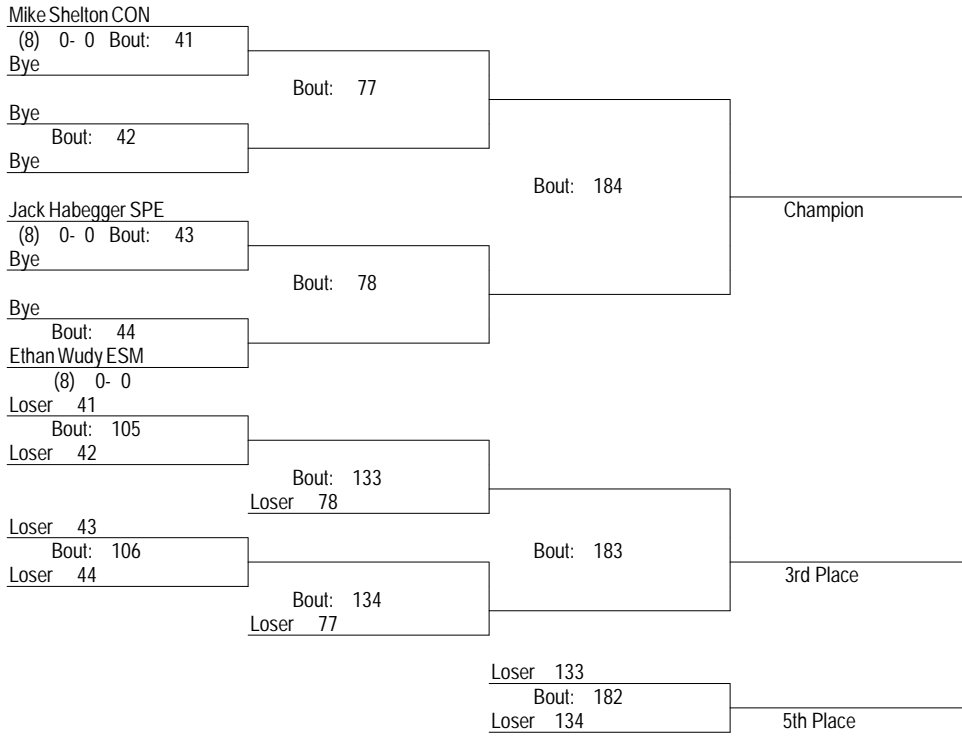 Mike Shelton CON
(8) 0- 0 Bout: 41
Bye
Bout: 77
Bye
Bout: 42
Bye
Bout: 184
Jack Habegger SPE
Champion
(8) 0- 0 Bout: 43
Bye
Bout: 78
Bye
Bout: 44
Ethan Wudy ESM
(8) 0- 0
Loser 41
Bout: 105
Loser 42
Bout: 133
Loser 78
Loser 43
Bout: 106
Bout: 183
Loser 44
3rd Place
Bout: 134
Loser 77
Loser 133
Bout: 182
Loser 134
5th Place